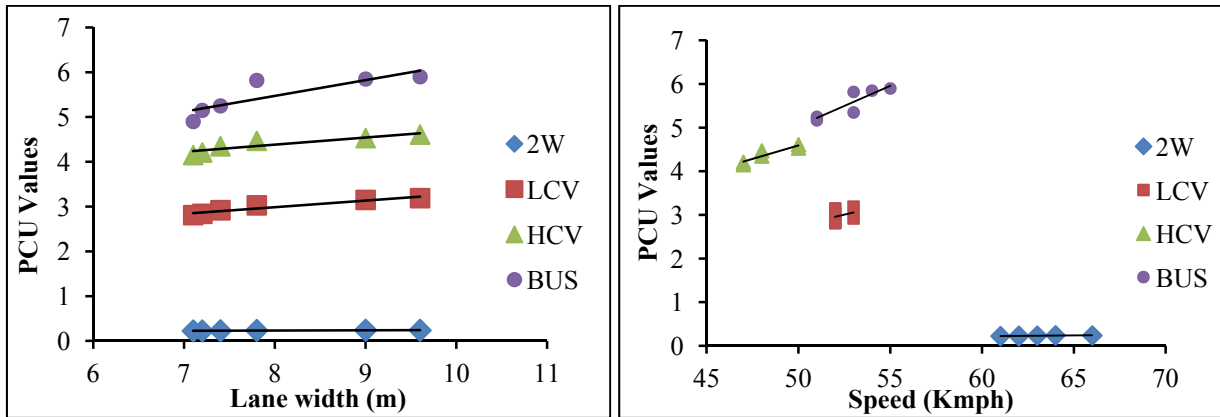 PCU Values
7
6
5
4
3
2
1
0
6 7 8 9 10 11
Lane width (m)
2W
LCV
HCV
BUS
PCU Values
7
6
5
4
3
2
1
0
45 50 55 60 65 70
Speed (Kmph)
2W
LCV
HCV
BUS